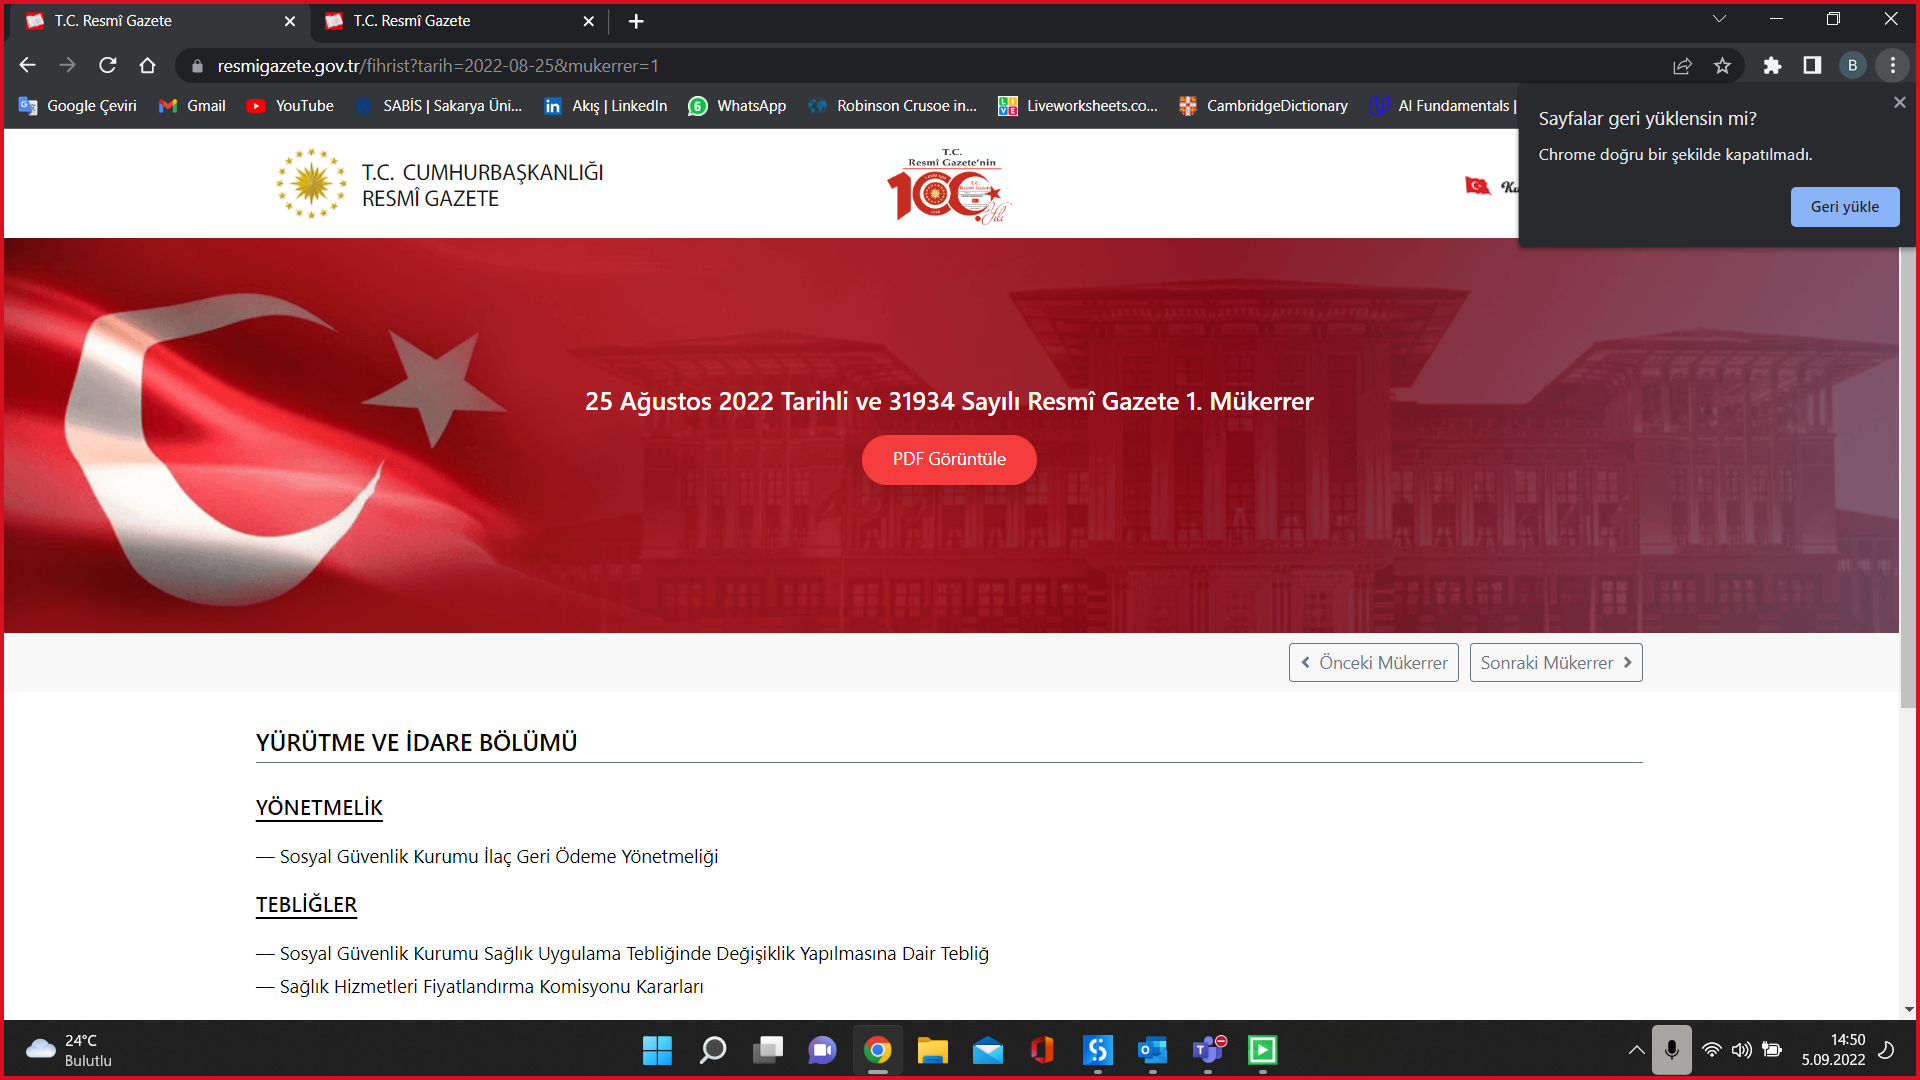 T.C. Resmî Gazete
T.C. Resmî Gazete
resmigazete.gov.tr/fihrist?tarih=2022-08-25&mukerrer=1
B
Google Çeviri
Gmail
YouTube
SABİS | Sakarya Üni...
Akış | LinkedIn
WhatsApp
Robinson Crusoe in...
Liveworksheets.co...
CambridgeDictionary
AI Fundamentals |
Sayfalar geri yüklensin mi?
Chrome doğru bir şekilde kapatılmadı.
Geri yükle
T.C. CUMHURBAŞKANLIĞI
RESMÎ GAZETE
T.C.
Resmî Gazete'nin
100. Yılı
25 Ağustos 2022 Tarihli ve 31934 Sayılı Resmî Gazete 1. Mükerrer
PDF Görüntüle
Önceki Mükerrer
Sonraki Mükerrer
YÜRÜTME VE İDARE BÖLÜMÜ
YÖNETMELİK
— Sosyal Güvenlik Kurumu İlaç Geri Ödeme Yönetmeliği
TEBLİĞLER
— Sosyal Güvenlik Kurumu Sağlık Uygulama Tebliğinde Değişiklik Yapılmasına Dair Tebliğ
— Sağlık Hizmetleri Fiyatlandırma Komisyonu Kararları
24°C
Bulutlu
14:50
5.09.2022